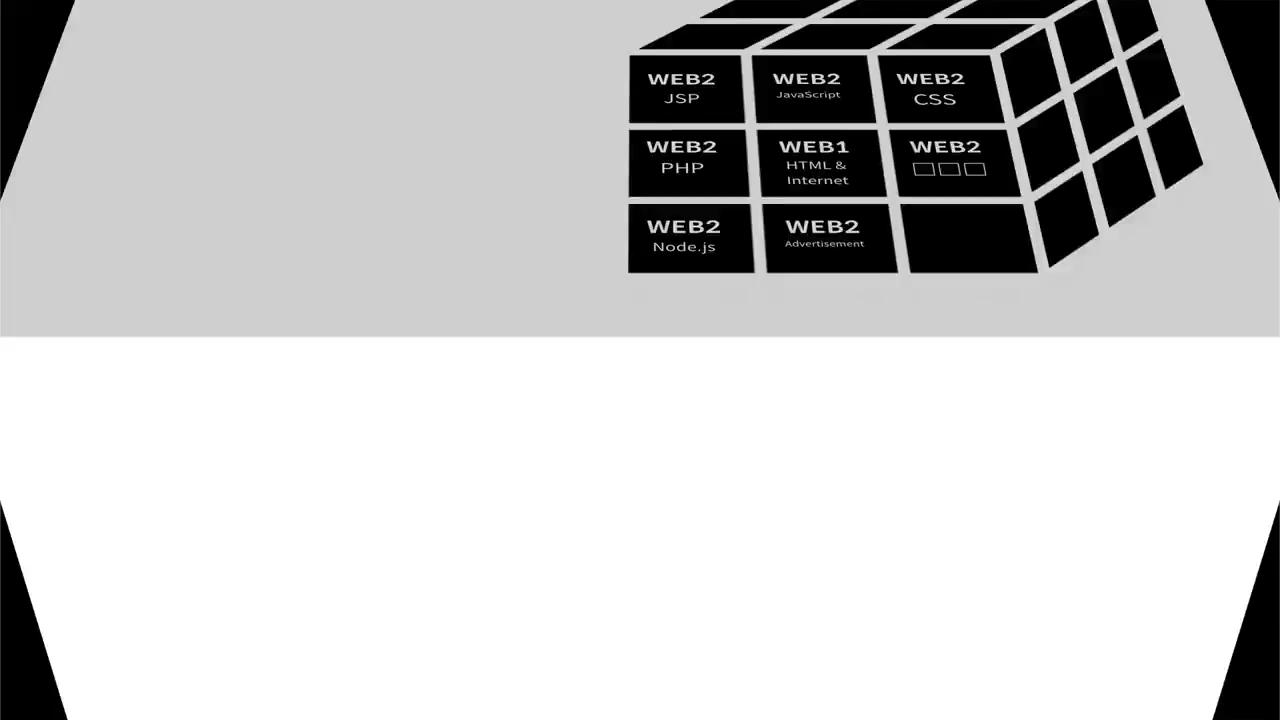 WEB2
JSP
WEB2
JavaScript
WEB2
CSS
WEB2
PHP
WEB1
HTML &
Internet
WEB2
□□□
WEB2
Node.js
WEB2
Advertisement